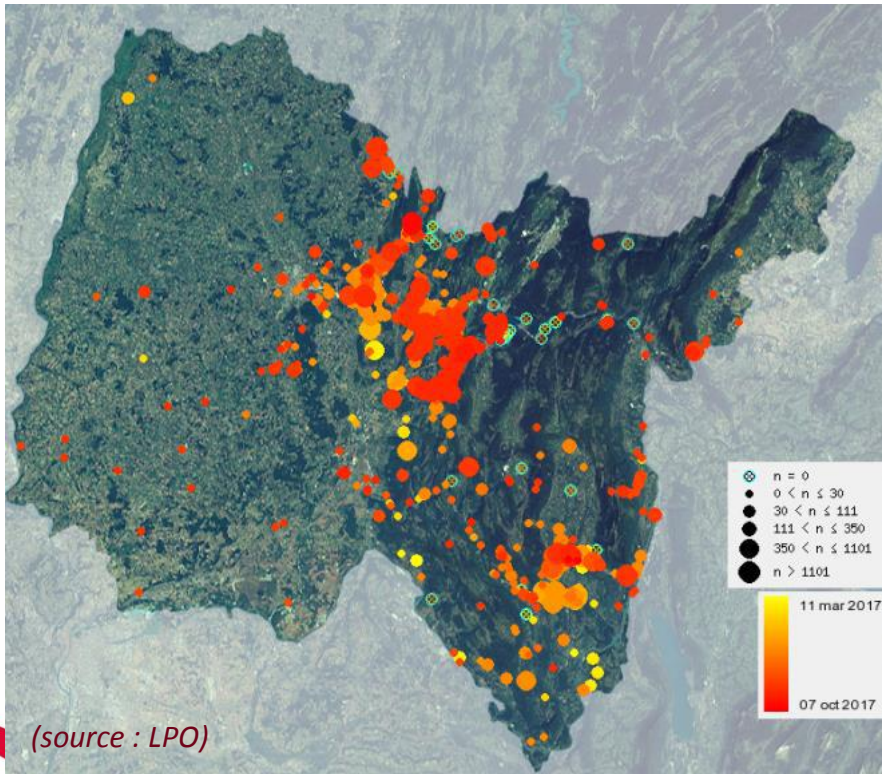 n = 0
0 < n ≤ 30
30 < n ≤ 111
111 < n ≤ 350
350 < n ≤ 1101
n > 1101
11 mar 2017
07 oct 2017
(source : LPO)